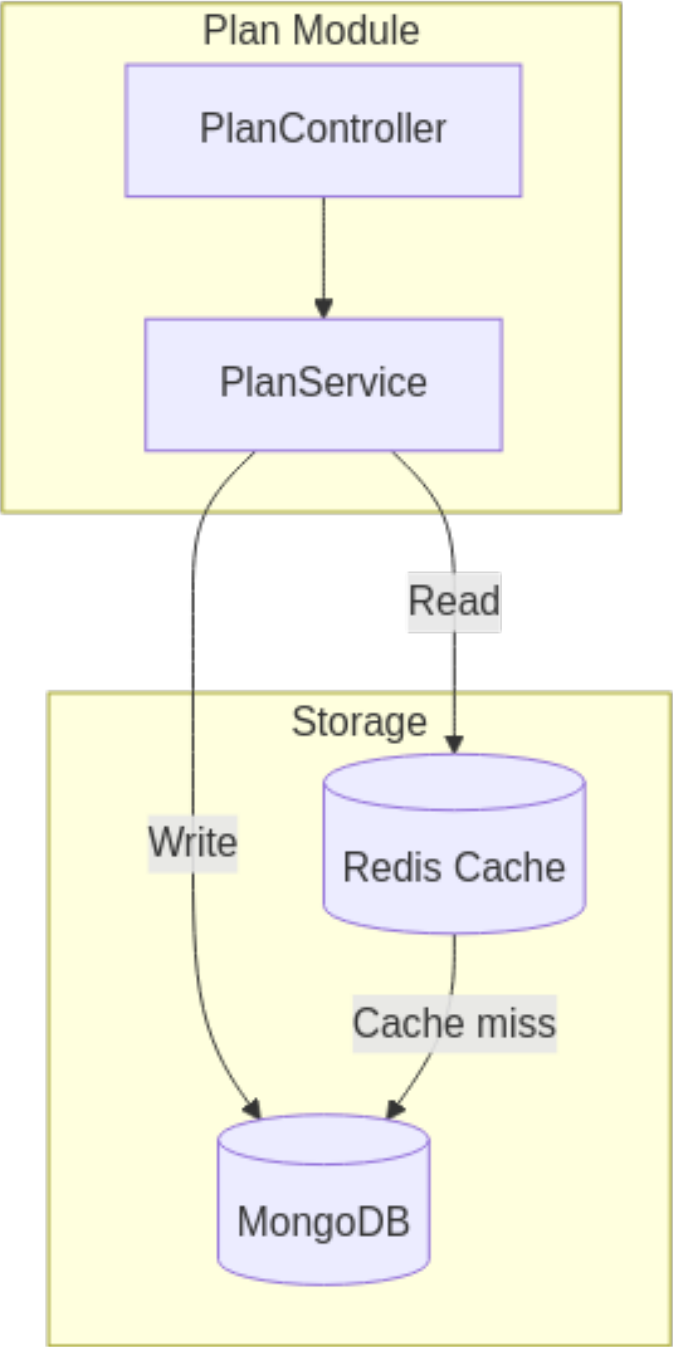 Plan Module
PlanController
PlanService
Read
Storage
Write
Redis Cache
Cache miss
MongoDB